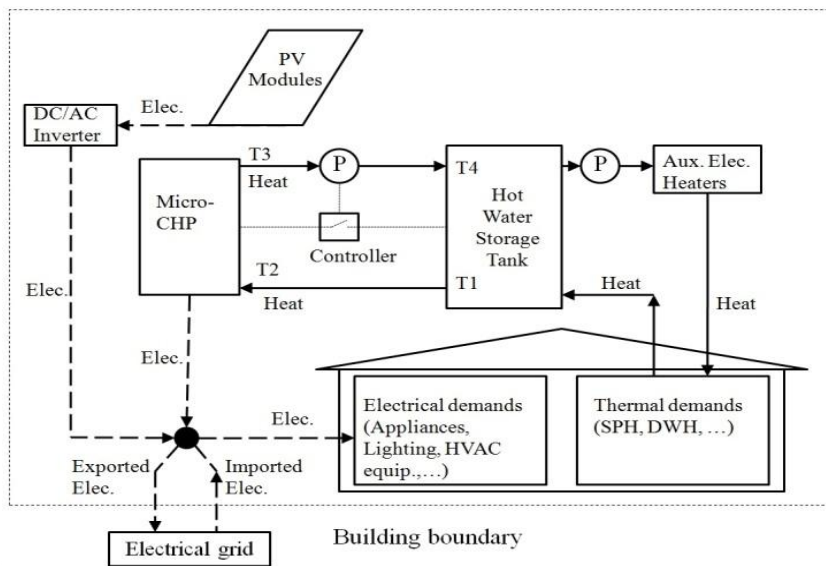 PV
Modules
Elec.
DC/AC
Inverter
T3
P
Heat
T4
P
Aux. Elec.
Heaters
Micro-
CHP
Hot
Water
Storage
Tank
Controller
T2
T1
Heat
Heat
Heat
Elec.
Elec.
Elec.
Electrical demands
(Appliances,
Lighting, HVAC
equip.,...)
Thermal demands
(SPH, DWH, ...)
Exported
Elec.
Imported
Elec.
Electrical grid
Building boundary